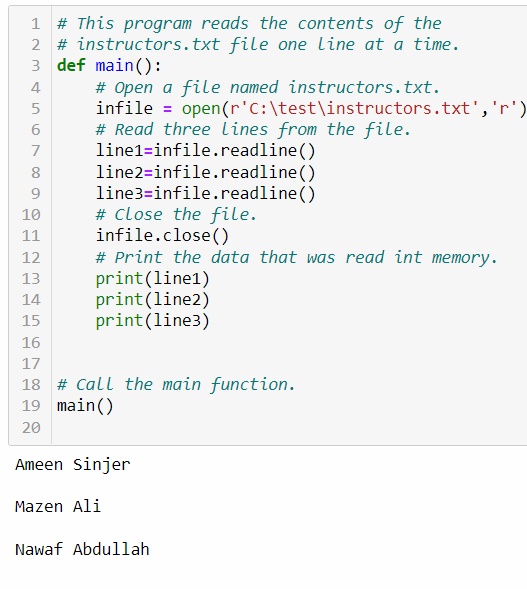 1 # This program reads the contents of the
2 # instructors.txt file one line at a time.
3 def main():
4     # Open a file named instructors.txt.
5     infile = open(r'C:\test\instructors.txt','r')
6     # Read three lines from the file.
7     line1=infile.readline()
8     line2=infile.readline()
9     line3=infile.readline()
10     # Close the file.
11     infile.close()
12     # Print the data that was read int memory.
13     print(line1)
14     print(line2)
15     print(line3)
16
17
18 # Call the main function.
19 main()
20
Ameen Sinjer
Mazen Ali
Nawaf Abdullah